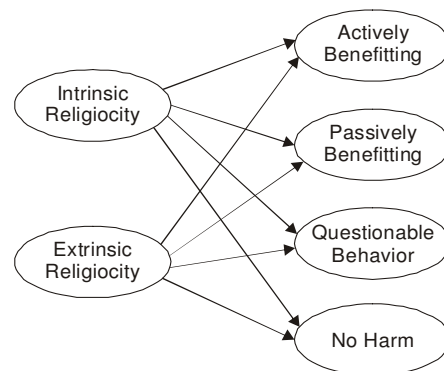 Actively
Benefitting
Intrinsic
Religiocity
Passively
Benefitting
Extrinsic
Religiocity
Questionable
Behavior
No Harm